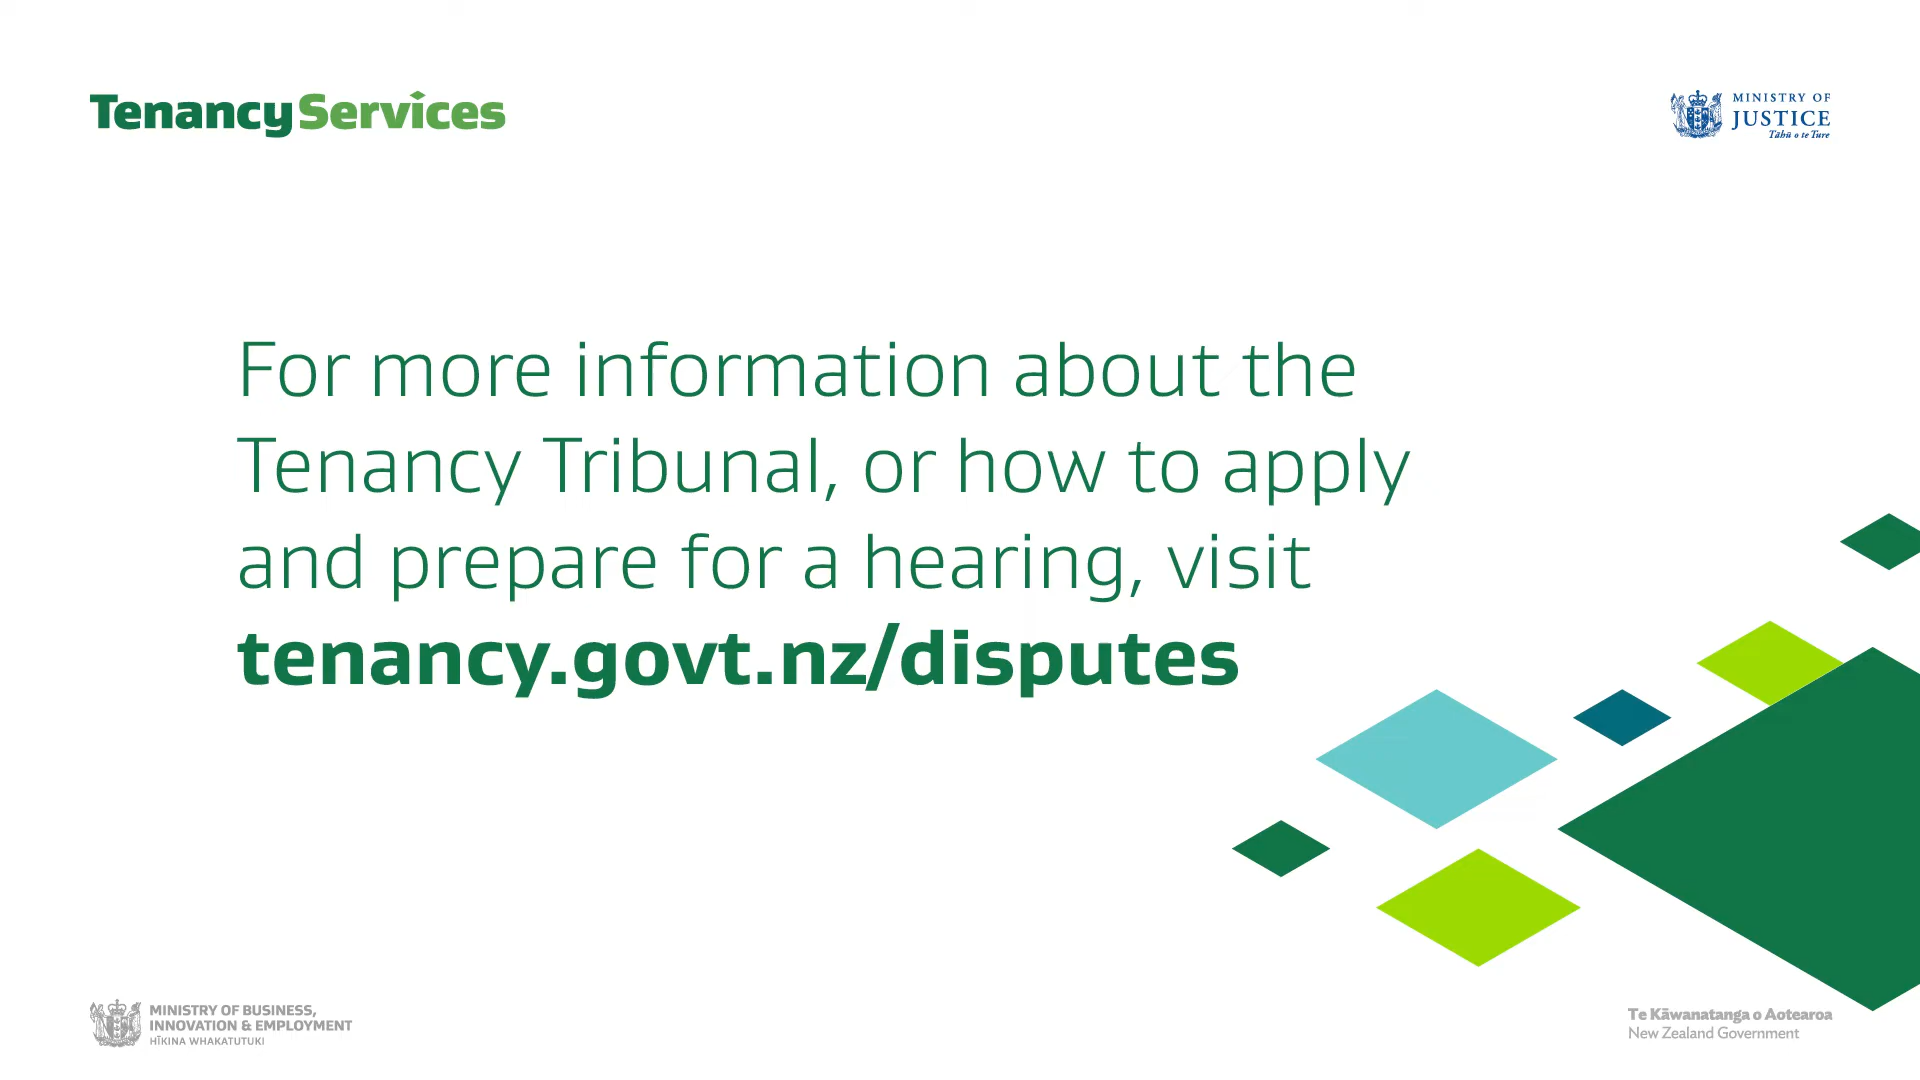 TenancyServices
MINISTRY OF
JUSTICE
Tāhū o te Ture
For more information about the
Tenancy Tribunal, or how to apply
and prepare for a hearing, visit
tenancy.govt.nz/disputes
MINISTRY OF BUSINESS,
INNOVATION & EMPLOYMENT
HĪKINA WHAKATUTUKI
Te Kāwanatanga o Aotearoa
New Zealand Government